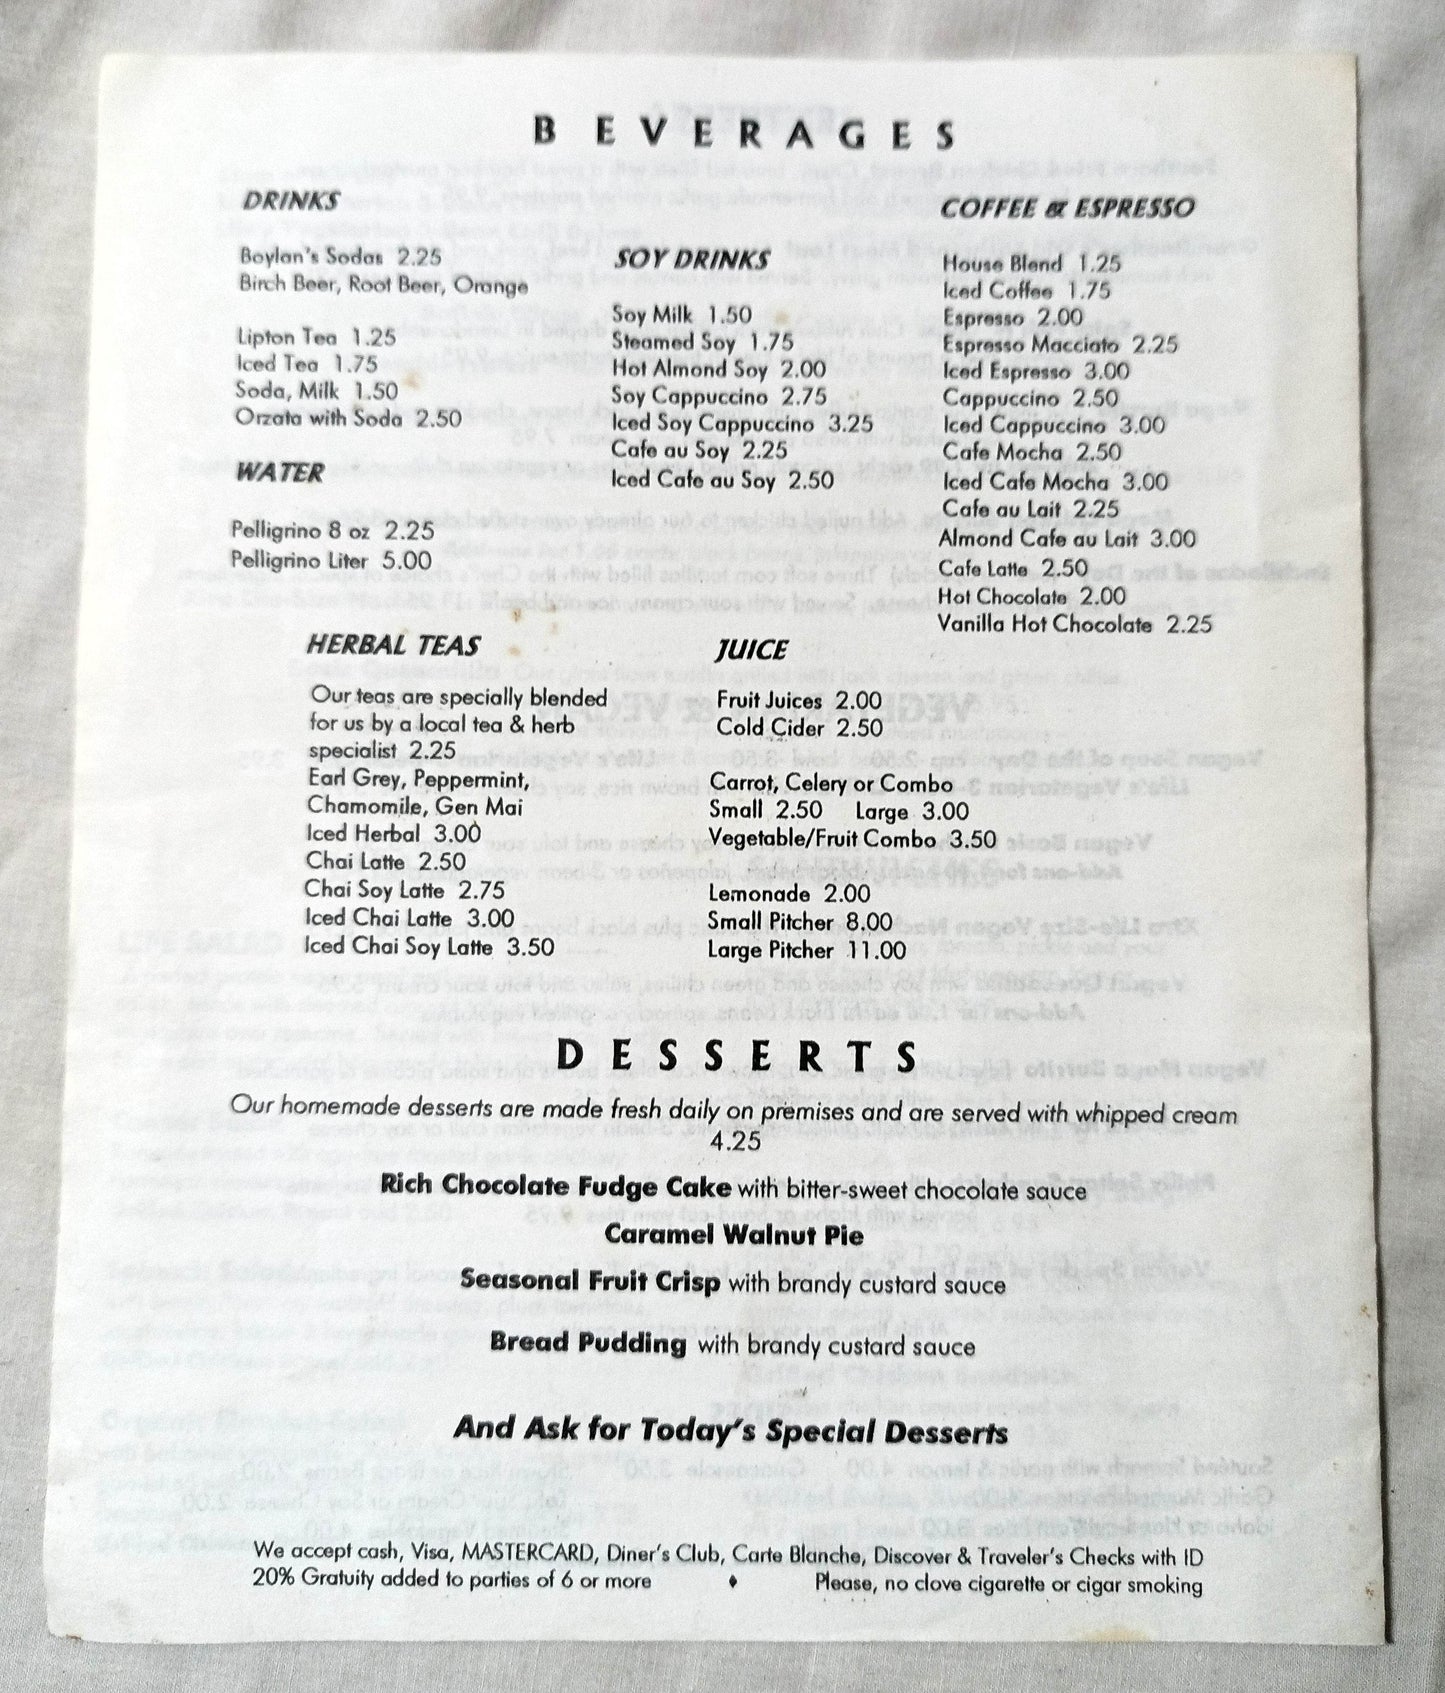 BEVERAGES
DRINKS
Boylan's Sodas 2.25
Birch Beer, Root Beer, Orange
Lipton Tea 1.25
Iced Tea 1.75
Soda, Milk 1.50
Orzata with Soda 2.50
WATER
Pelligrino 8 oz 2.25
Pelligrino Liter 5.00
SOY DRINKS
Soy Milk 1.50
Steamed Soy 1.75
Hot Almond Soy 2.00
Soy Cappuccino 2.75
Iced Soy Cappuccino 3.25
Cafe au Soy 2.25
Iced Cafe au Soy 2.50
COFFEE & ESPRESSO
House Blend 1.25
Iced Coffee 1.75
Espresso 2.00
Espresso Macciato 2.25
Iced Espresso 3.00
Cappuccino 2.50
Iced Cappuccino 3.00
Cafe Mocha 2.50
Iced Cafe Mocha 3.00
Cafe au Lait 2.25
Almond Cafe au Lait 3.00
Cafe Latte 2.50
Hot Chocolate 2.00
Vanilla Hot Chocolate 2.25
HERBAL TEAS
Our teas are specially blended
for us by a local tea & herb
specialist 2.25
Earl Grey, Peppermint,
Chamomile, Gen Mai
Iced Herbal 3.00
Chai Latte 2.50
Chai Soy Latte 2.75
Iced Chai Latte 3.00
Iced Chai Soy Latte 3.50
JUICE
Fruit Juices 2.00
Cold Cider 2.50
Carrot, Celery or Combo
Small 2.50 Large 3.00
Vegetable/Fruit Combo 3.50
Lemonade 2.00
Small Pitcher 8.00
Large Pitcher 11.00
DESSERTS
Our homemade desserts are made fresh daily on premises and are served with whipped cream
4.25
Rich Chocolate Fudge Cake with bitter-sweet chocolate sauce
Caramel Walnut Pie
Seasonal Fruit Crisp with brandy custard sauce
Bread Pudding with brandy custard sauce
And Ask for Today's Special Desserts
We accept cash, Visa, MASTERCARD, Diner's Club, Carte Blanche, Discover & Traveler's Checks with ID
20% Gratuity added to parties of 6 or more ♦ Please, no clove cigarette or cigar smoking